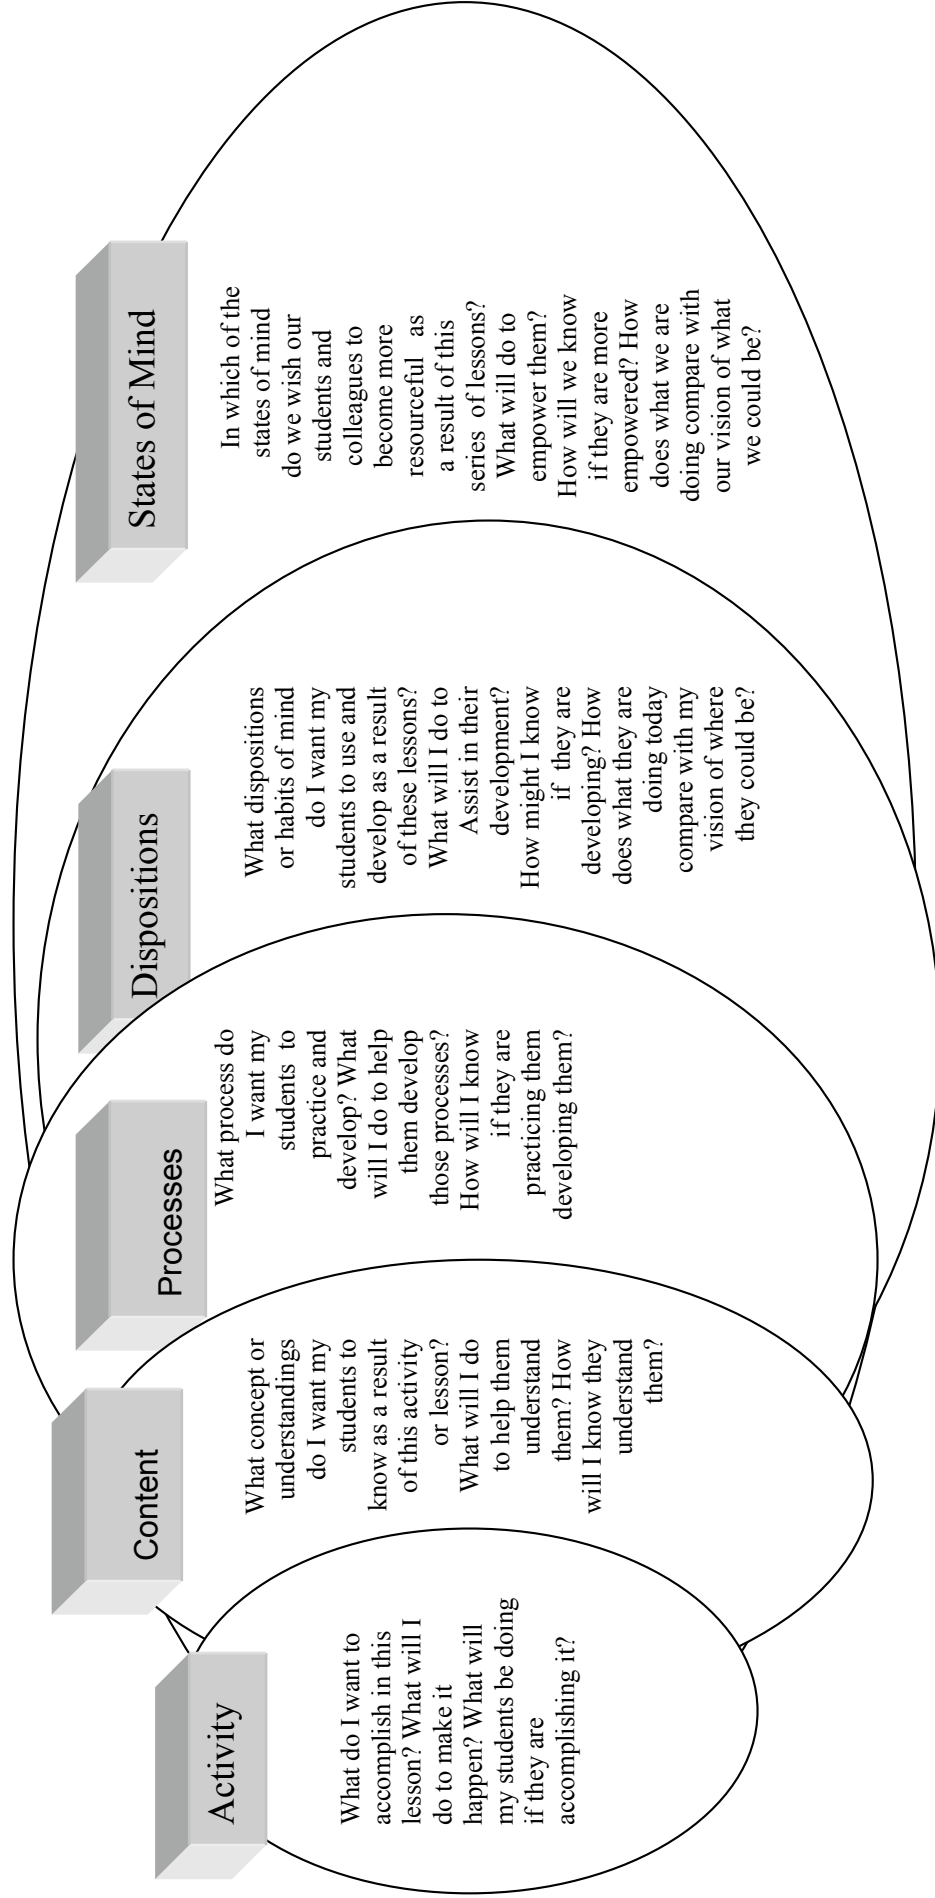 Activity
What do I want to
accomplish in this
lesson? What will I
do to make it
happen? What will
my students be doing
if they are
accomplishing it?
Content
What concept or
understandings
do I want my
students to
know as a result
of this activity
or lesson?
What will I do
to help them
understand
them? How
will I know they
understand
them?
Processes
What process do
I want my
students to
practice and
develop? What
will I do to help
them develop
those processes?
How will I know
if they are
practicing them
developing them?
Dispositions
What dispositions
or habits of mind
do I want my
students to use and
develop as a result
of these lessons?
What will I do to
Assist in their
development?
How might I know
if they are
developing? How
does what they are
doing today
compare with my
vision of where
they could be?
States of Mind
In which of the
states of mind
do we wish our
students and
colleagues to
become more
resourceful as
a result of this
series of lessons?
What will do to
empower them?
How will we know
if they are more
empowered? How
does what we are
doing compare with
our vision of what
we could be?